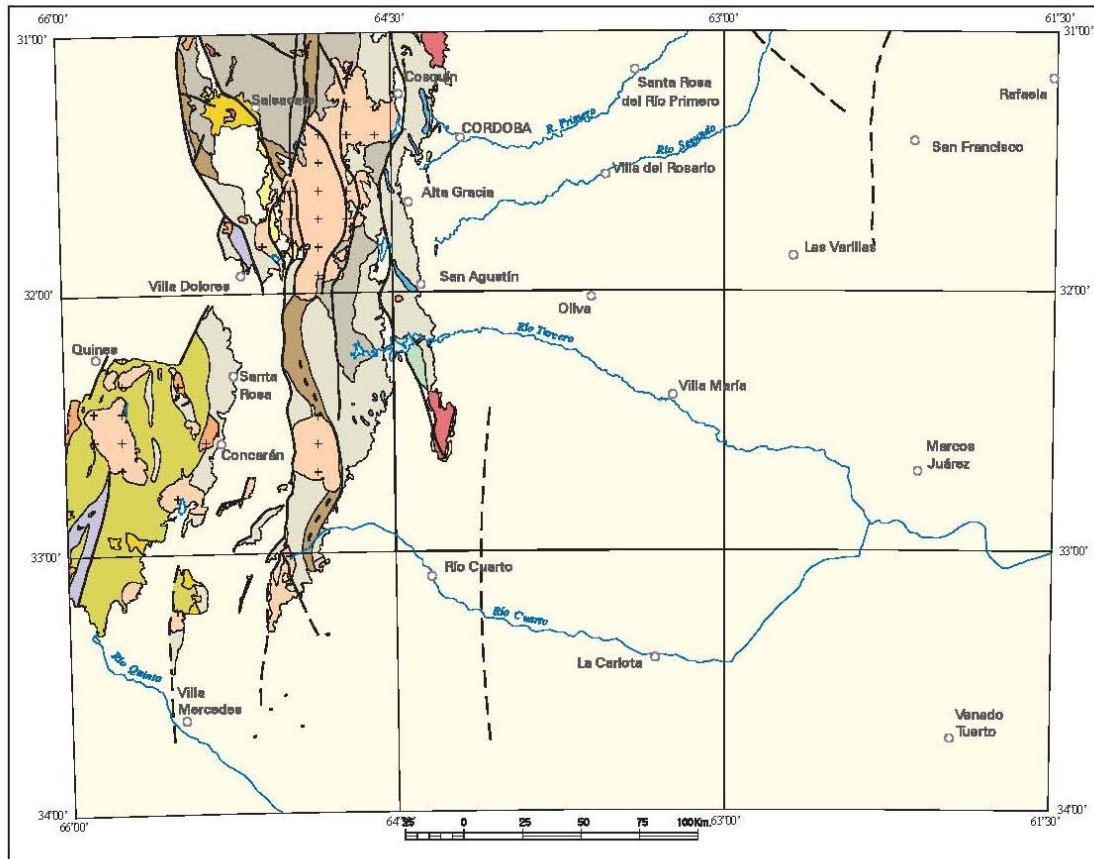 66°00'
64°30'
63°00'
61°30'
31°00'
31°00'
Cosquín
Salsacate
Santa Rosa
del Río Primero
Rafaela
CORDOBA
R. Primero
Río Segundo
San Francisco
Villa del Rosario
Alta Gracia
Las Varillas
San Agustín
Villa Dolores
32°00'
32°00'
Oliva
Río Tercero
Quines
Santa
Rosa
Villa María
Concarán
Marcos
Juárez
33°00'
33°00'
Río Cuarto
Río Cuarto
La Carlota
Río Quinto
Villa
Mercedes
Venado
Tuerto
34°00'
34°00'
66°00'
64°30'
63°00'
61°30'
25 0 25 50 75 100Km.